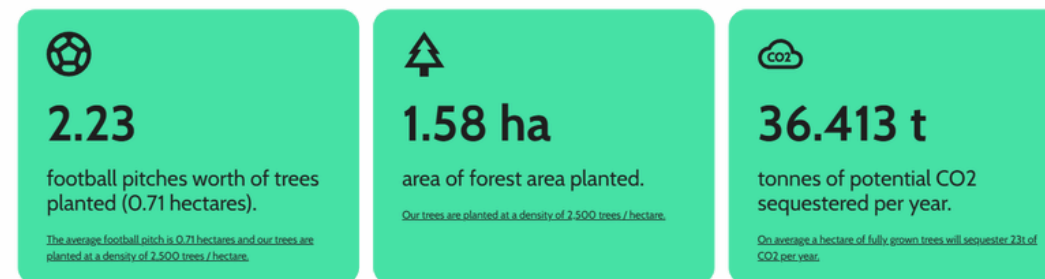 2.23
football pitches worth of trees
planted (0.71 hectares).
The average football pitch is 0.71 hectares and our trees are
planted at a density of 2,500 trees / hectare.
1.58 ha
area of forest area planted.
Our trees are planted at a density of 2,500 trees / hectare.
CO2
36.413 t
tonnes of potential CO2
sequestered per year.
On average a hectare of fully grown trees will sequester 23t of
CO2 per year.